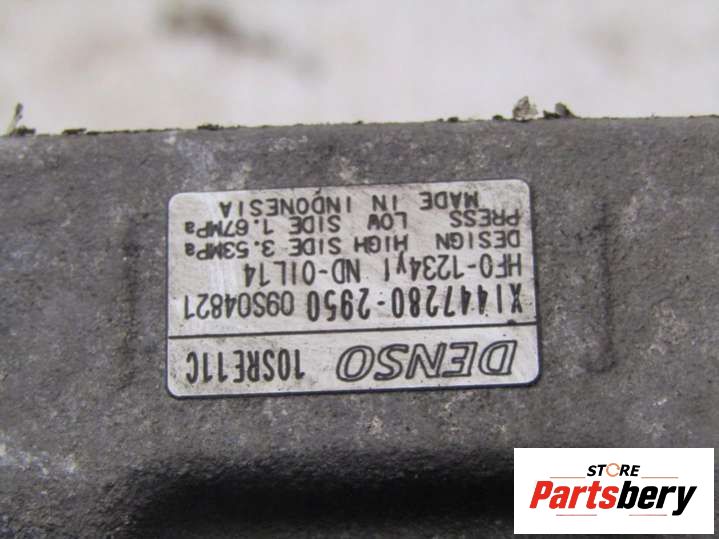 DENSO 10SRE11C
X1447280-2950 09S04821
HFO-1234yf ND-OIL14
DESIGN HIGH SIDE 3.53MPa
PRESS LOW SIDE 1.67MPa
MADE IN INDONESIA
STORE
Partsbery